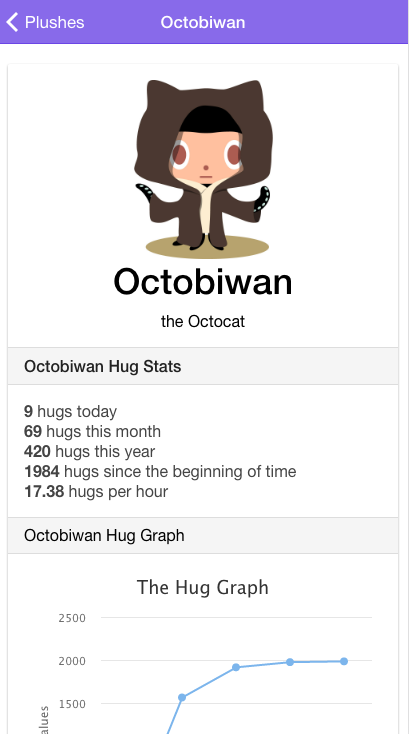 Plushes
Octobiwan
Octobiwan
the Octocat
Octobiwan Hug Stats
9 hugs today
69 hugs this month
420 hugs this year
1984 hugs since the beginning of time
17.38 hugs per hour
Octobiwan Hug Graph
The Hug Graph
2500
2000
1500